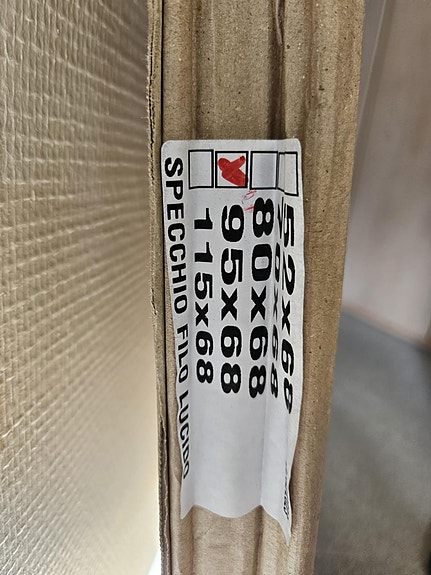 52x68
80x68
95x68
115x68
SPECCHIO FILO LUCIDO